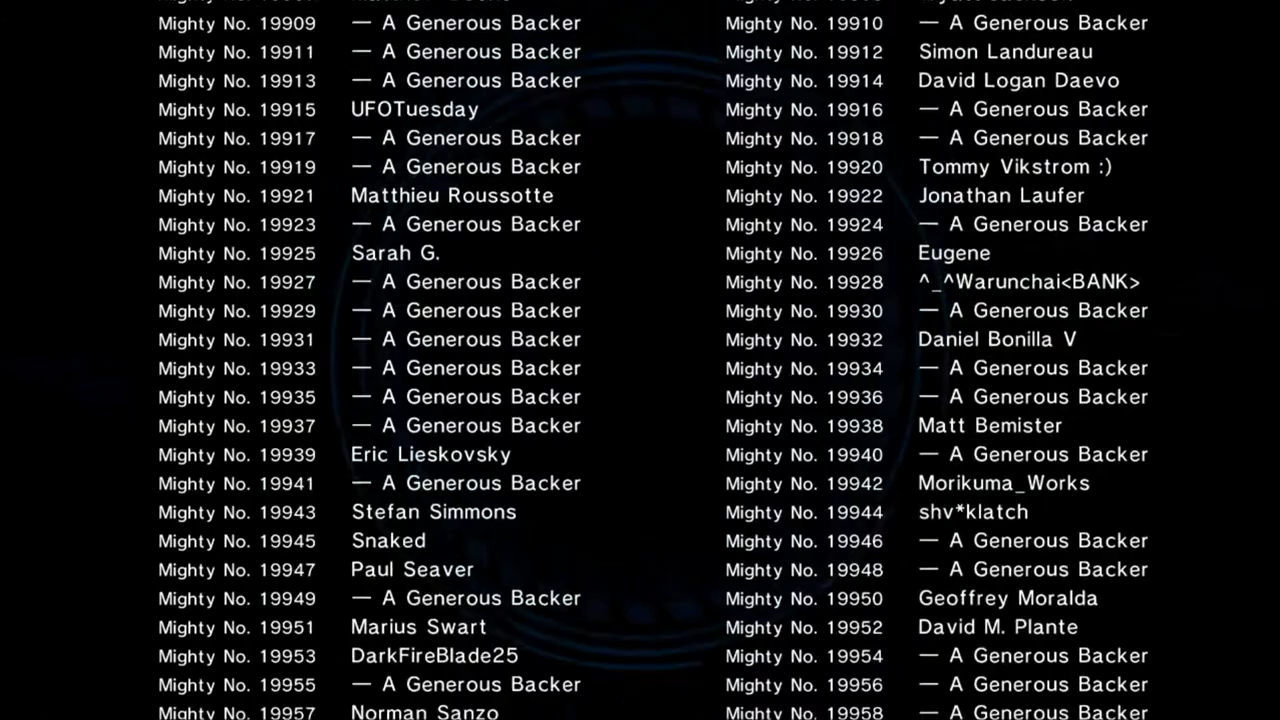 Mighty No. 19909 — A Generous Backer Mighty No. 19910 — A Generous Backer
Mighty No. 19911 — A Generous Backer Mighty No. 19912 Simon Landureau
Mighty No. 19913 — A Generous Backer Mighty No. 19914 David Logan Daevo
Mighty No. 19915 UFOTuesday Mighty No. 19916 — A Generous Backer
Mighty No. 19917 — A Generous Backer Mighty No. 19918 — A Generous Backer
Mighty No. 19919 — A Generous Backer Mighty No. 19920 Tommy Vikstrom :)
Mighty No. 19921 Matthieu Roussotte Mighty No. 19922 Jonathan Laufer
Mighty No. 19923 — A Generous Backer Mighty No. 19924 — A Generous Backer
Mighty No. 19925 Sarah G. Mighty No. 19926 Eugene
Mighty No. 19927 — A Generous Backer Mighty No. 19928 ^_^Warunchai<BANK>
Mighty No. 19929 — A Generous Backer Mighty No. 19930 — A Generous Backer
Mighty No. 19931 — A Generous Backer Mighty No. 19932 Daniel Bonilla V
Mighty No. 19933 — A Generous Backer Mighty No. 19934 — A Generous Backer
Mighty No. 19935 — A Generous Backer Mighty No. 19936 — A Generous Backer
Mighty No. 19937 — A Generous Backer Mighty No. 19938 Matt Bemister
Mighty No. 19939 Eric Lieskovsky Mighty No. 19940 — A Generous Backer
Mighty No. 19941 — A Generous Backer Mighty No. 19942 Morikuma_Works
Mighty No. 19943 Stefan Simmons Mighty No. 19944 shv*klatch
Mighty No. 19945 Snaked Mighty No. 19946 — A Generous Backer
Mighty No. 19947 Paul Seaver Mighty No. 19948 — A Generous Backer
Mighty No. 19949 — A Generous Backer Mighty No. 19950 Geoffrey Moralda
Mighty No. 19951 Marius Swart Mighty No. 19952 David M. Plante
Mighty No. 19953 DarkFireBlade25 Mighty No. 19954 — A Generous Backer
Mighty No. 19955 — A Generous Backer Mighty No. 19956 — A Generous Backer
Mighty No. 19957 Norman Sanzo Mighty No. 19958 — A Generous Backer